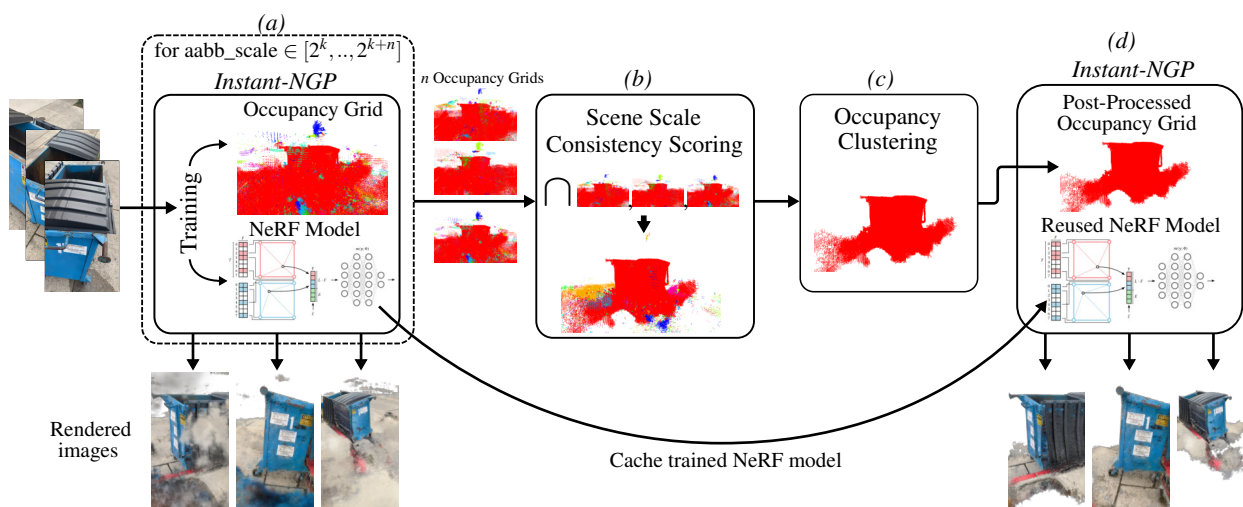 (a)
for aabb_scale ∈ [2^k,..,2^{k+n}]
Instant-NGP
Occupancy Grid
Training
NeRF Model
n Occupancy Grids
(b)
Scene Scale
Consistency Scoring
⋂ , ,
(c)
Occupancy
Clustering
(d)
Instant-NGP
Post-Processed
Occupancy Grid
Reused NeRF Model
Rendered
images
Cache trained NeRF model